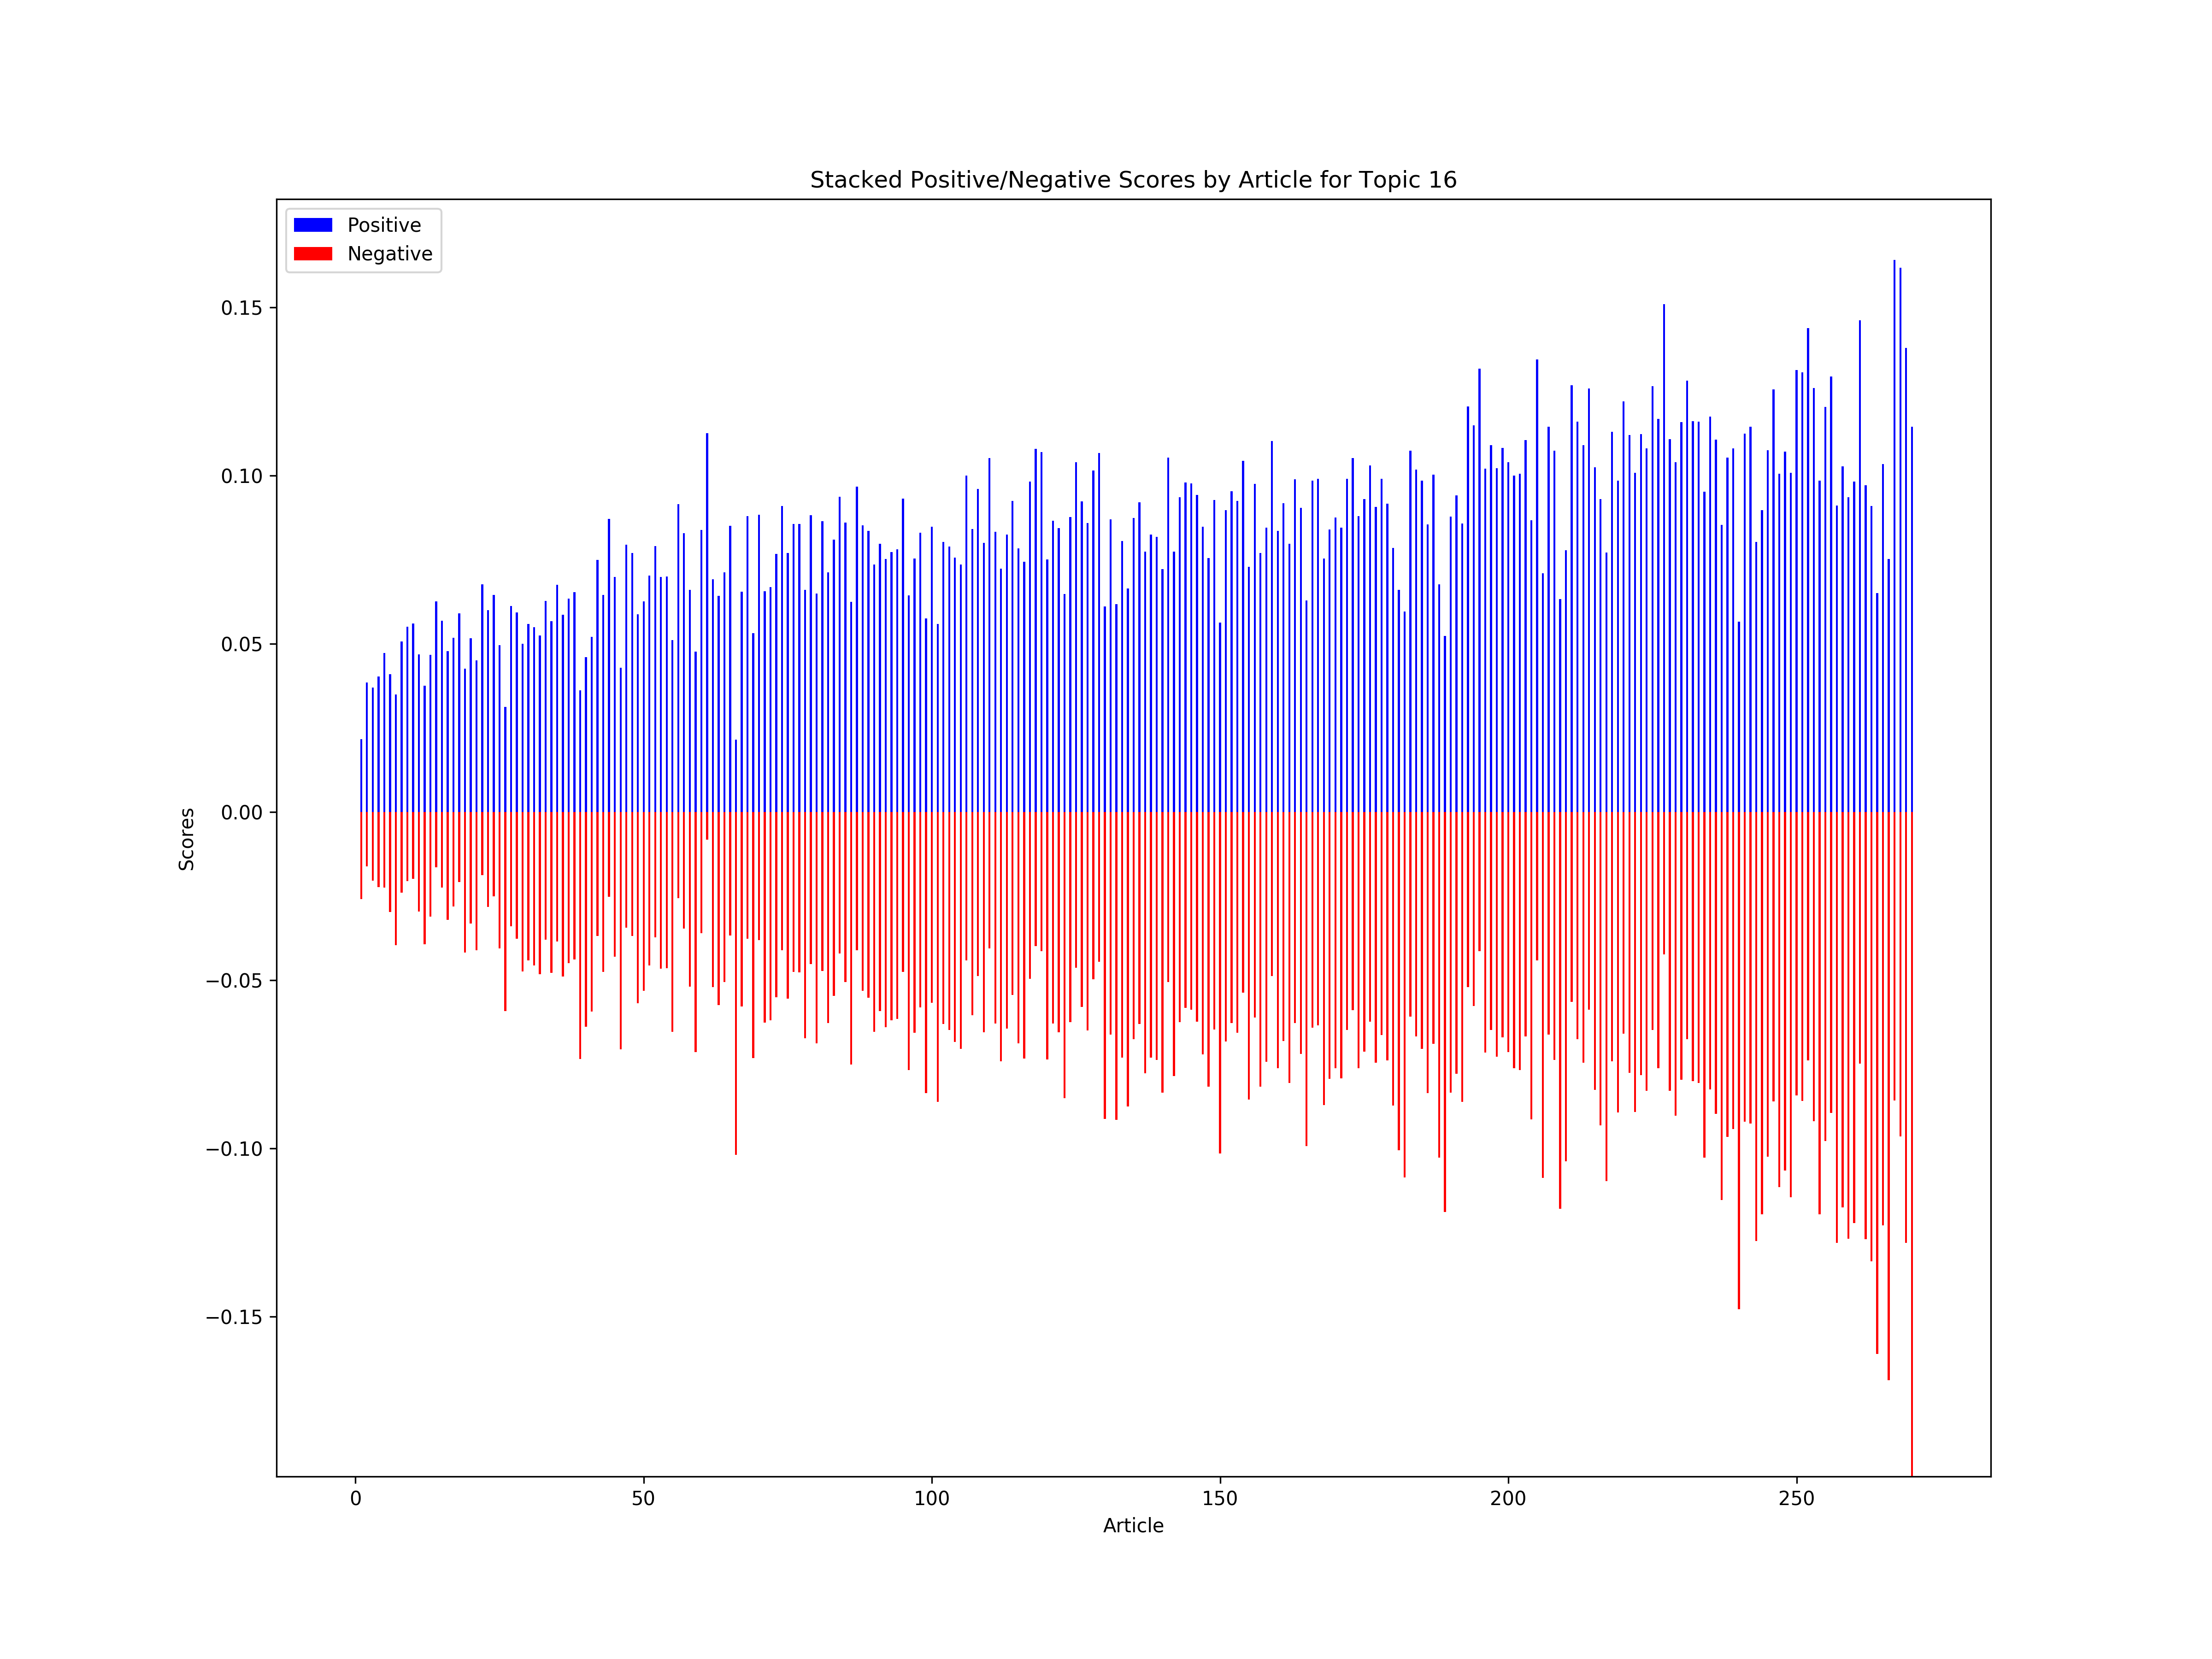 Stacked Positive/Negative Scores by Article for Topic 16
Positive
Negative
0.15
0.10
0.05
0.00
−0.05
−0.10
−0.15
Scores
0 50 100 150 200 250
Article